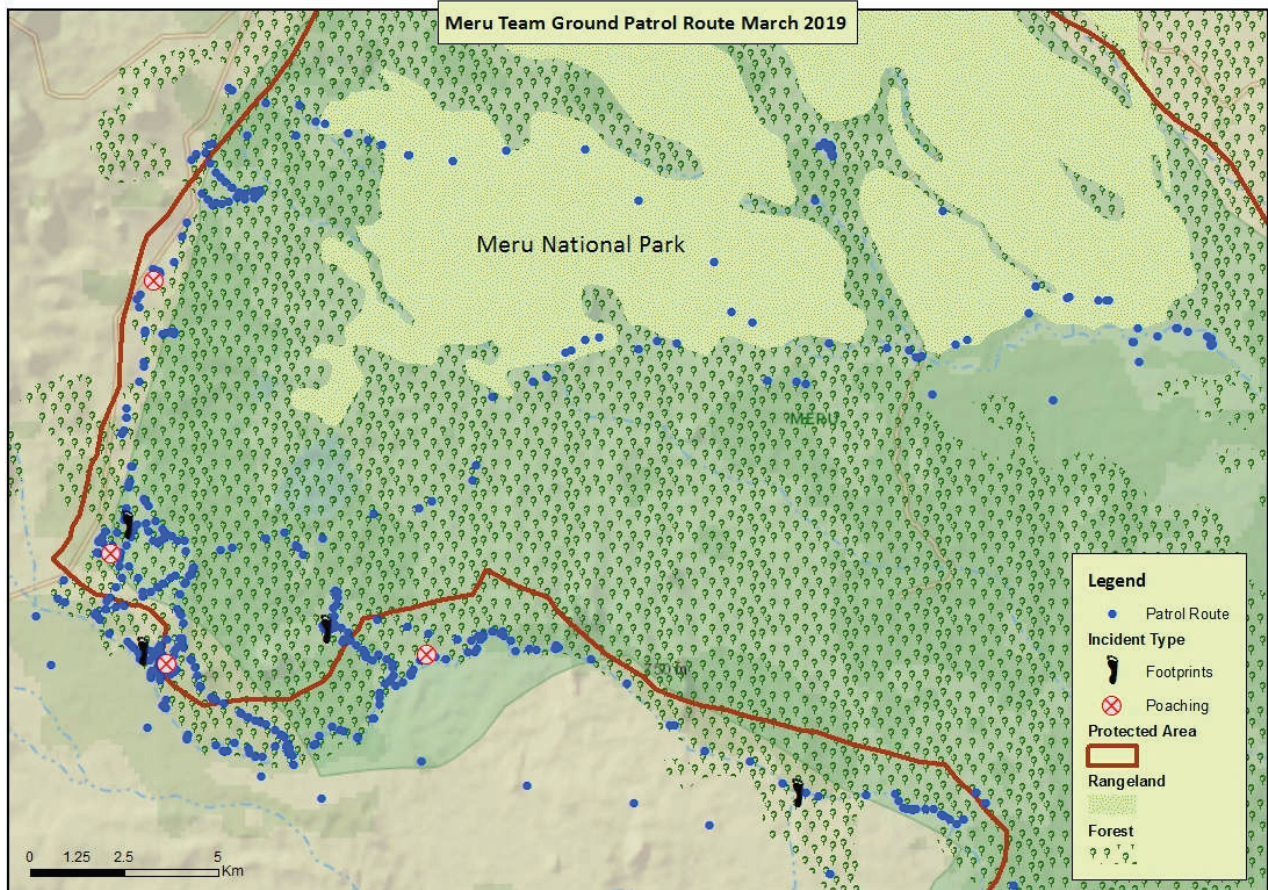 Meru Team Ground Patrol Route March 2019
Meru National Park
MERU
Legend
Patrol Route
Incident Type
Footprints
Poaching
Protected Area
Rangeland
Forest
0 1.25 2.5 5
Km